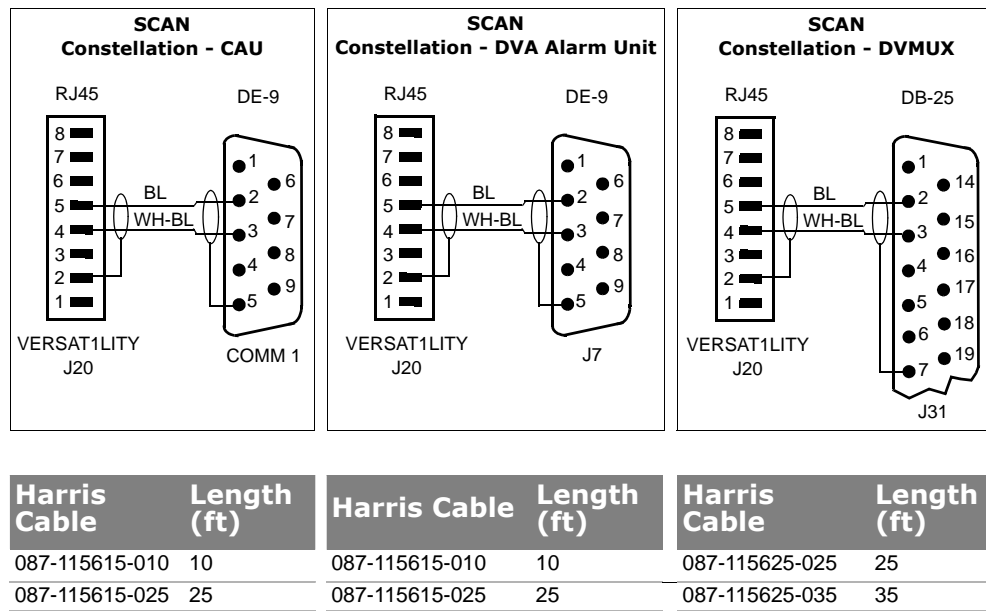 SCAN
Constellation - CAU
RJ45
DE-9
8
7
6
5
4
3
2
1
BL
WH-BL
1
2
3
4
5
6
7
8
9
VERSAT1LITY
J20
COMM 1
SCAN
Constellation - DVA Alarm Unit
RJ45
DE-9
8
7
6
5
4
3
2
1
BL
WH-BL
1
2
3
4
5
6
7
8
9
VERSAT1LITY
J20
J7
SCAN
Constellation - DVMUX
RJ45
DB-25
8
7
6
5
4
3
2
1
BL
WH-BL
1
2
3
4
5
6
7
14
15
16
17
18
19
VERSAT1LITY
J20
J31
Harris Cable Length (ft)
087-115615-010 10
087-115615-025 25
Harris Cable Length (ft)
087-115615-010 10
087-115615-025 25
Harris Cable Length (ft)
087-115625-025 25
087-115625-035 35